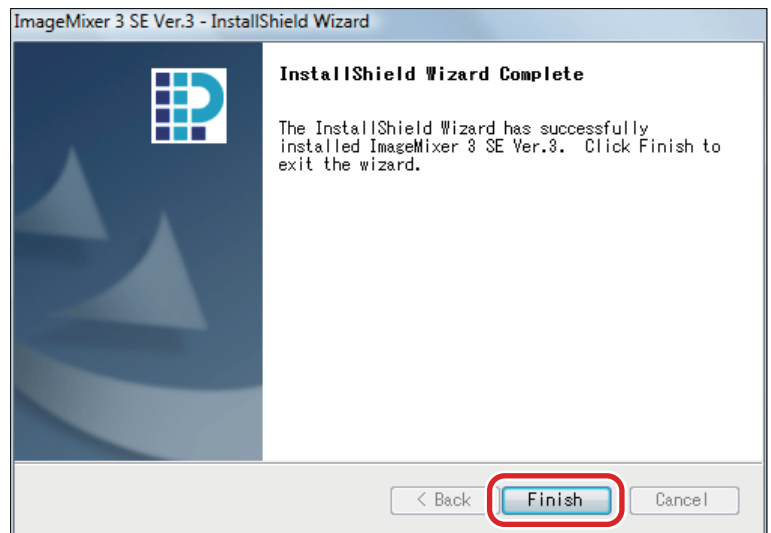 ImageMixer 3 SE Ver.3 - InstallShield Wizard
InstallShield Wizard Complete
The InstallShield Wizard has successfully
installed ImageMixer 3 SE Ver.3. Click Finish to
exit the wizard.
< Back Finish Cancel